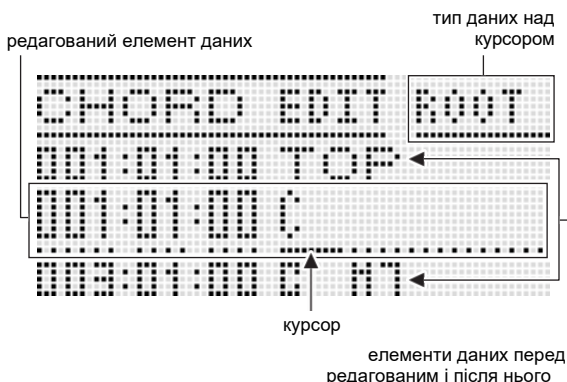 тип даних над
курсором
редагований елемент даних
CHORD EDIT ROOT
001:01:00 TOP
001:01:00 C
003:01:00 G
курсор
елементи даних перед
редагованим і після нього